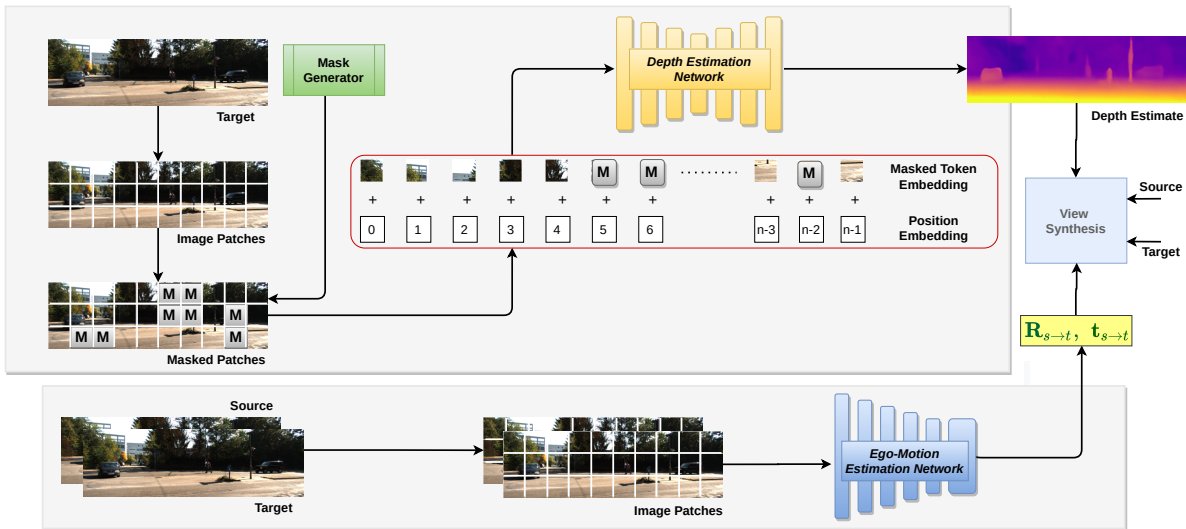 Target
Mask
Generator
Depth Estimation
Network
Depth Estimate
Image Patches
M M
M M M
M M M
Masked Patches
M M M
Masked Token
Embedding
+ + + + + + + + + +
0 1 2 3 4 5 6 n-3 n-2 n-1
Position
Embedding
Source
View
Synthesis
Target
R s→t, t s→t
Source
Target
Image Patches
Ego-Motion
Estimation Network